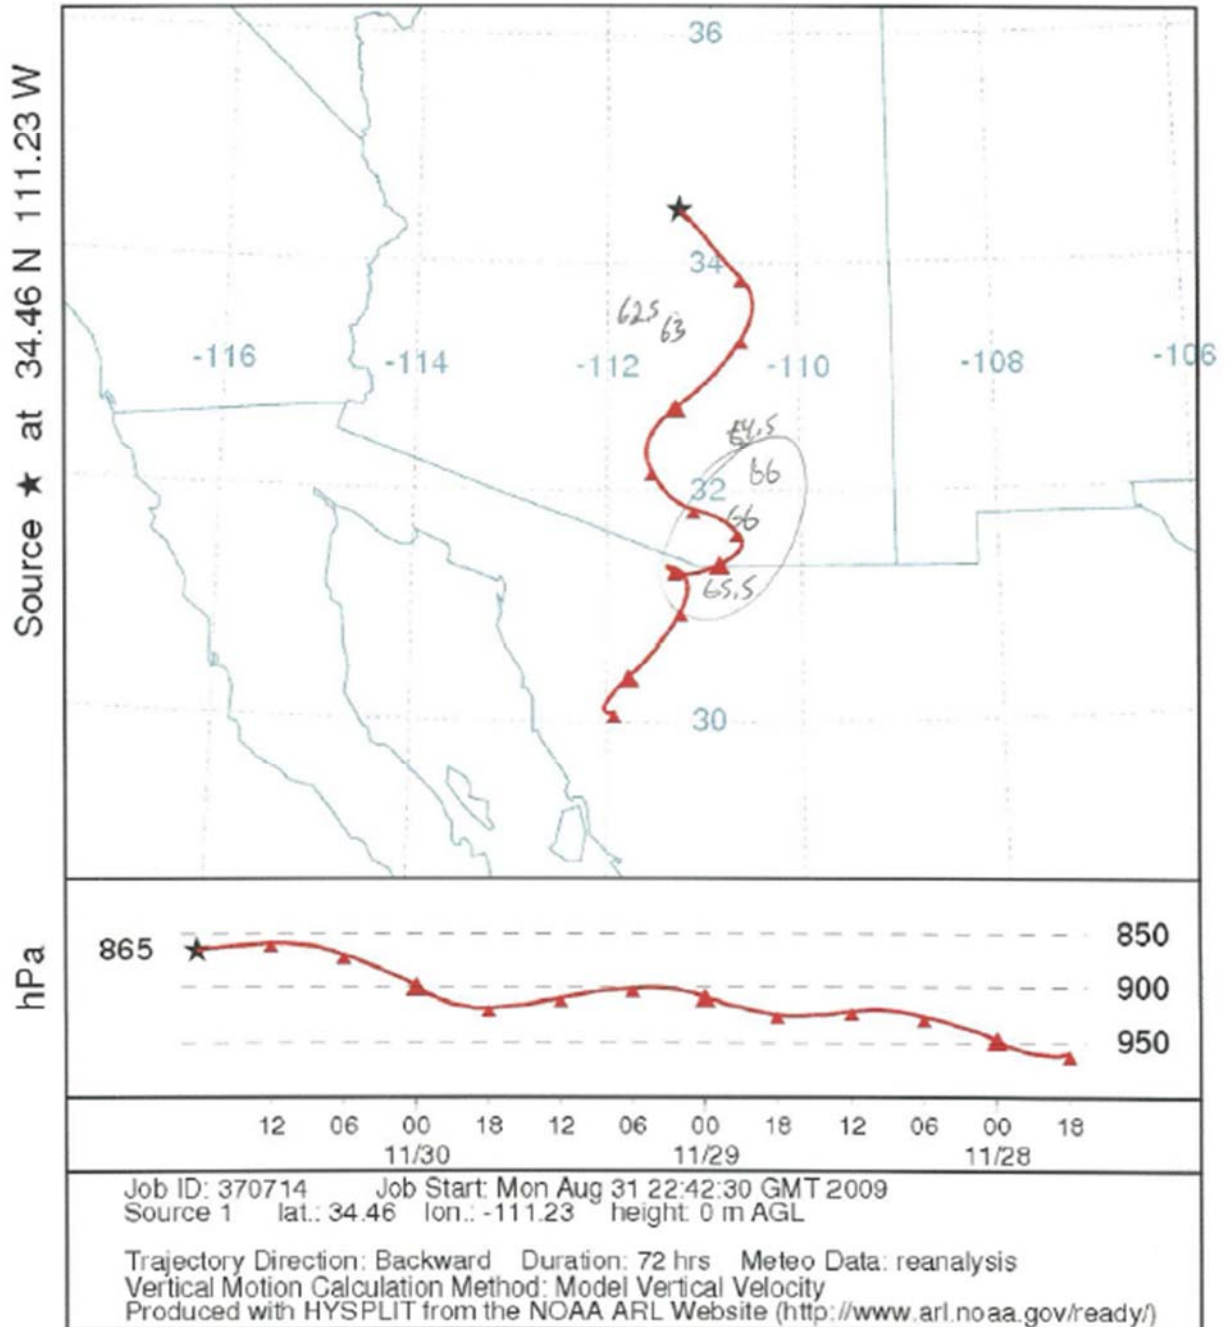 Source ★ at 34.46 N 111.23 W
36
34
62.5
63
-116 -114 -112 -110 -108 -106
64.5
66
32
66
65.5
30
hPa
865
850
900
950
12 06 00 18 12 06 00 18 12 06 00 18
11/30 11/29 11/28
Job ID: 370714 Job Start: Mon Aug 31 22:42:30 GMT 2009
Source 1 lat.: 34.46 lon.: -111.23 height: 0 m AGL
Trajectory Direction: Backward Duration: 72 hrs Meteo Data: reanalysis
Vertical Motion Calculation Method: Model Vertical Velocity
Produced with HYSPLIT from the NOAA ARL Website (http://www.arl.noaa.gov/ready/)